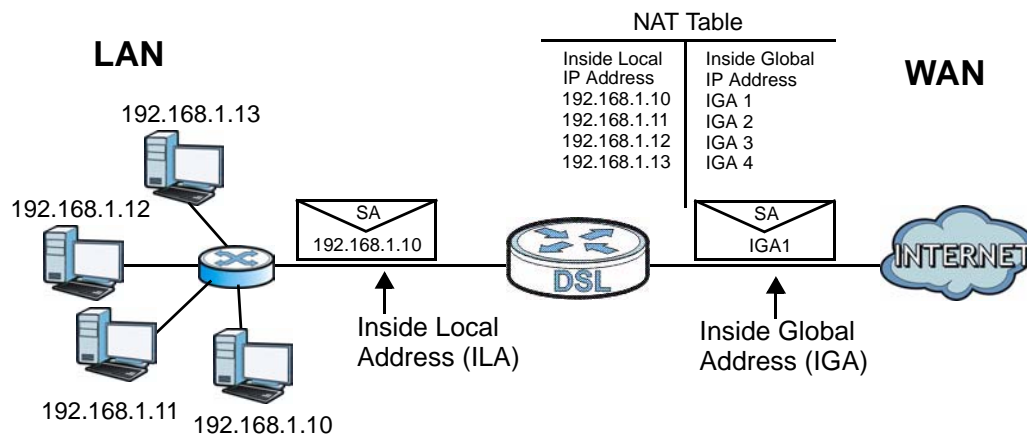 NAT Table
LAN
WAN
Inside Local
IP Address
192.168.1.10
192.168.1.11
192.168.1.12
192.168.1.13
Inside Global
IP Address
IGA 1
IGA 2
IGA 3
IGA 4
192.168.1.13
192.168.1.12
192.168.1.11
192.168.1.10
SA
192.168.1.10
DSL
SA
IGA1
INTERNET
Inside Local
Address (ILA)
Inside Global
Address (IGA)